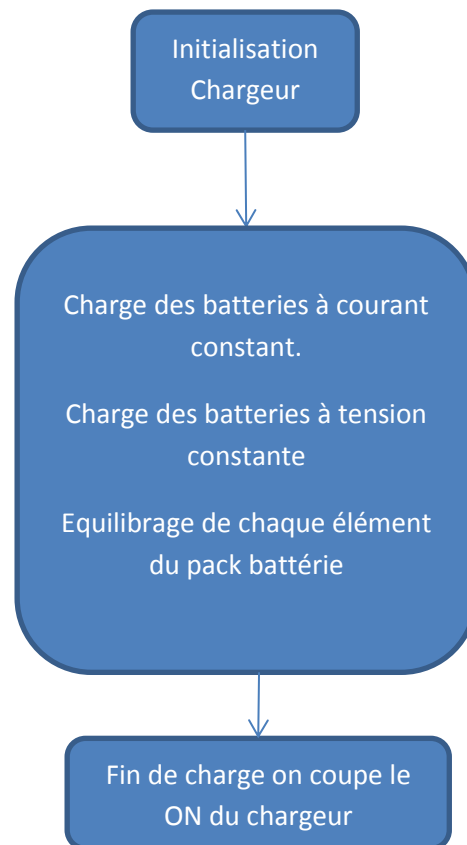 Initialisation
Chargeur
Charge des batteries à courant
constant.
Charge des batteries à tension
constante
Equilibrage de chaque élément
du pack battérie
Fin de charge on coupe le
ON du chargeur